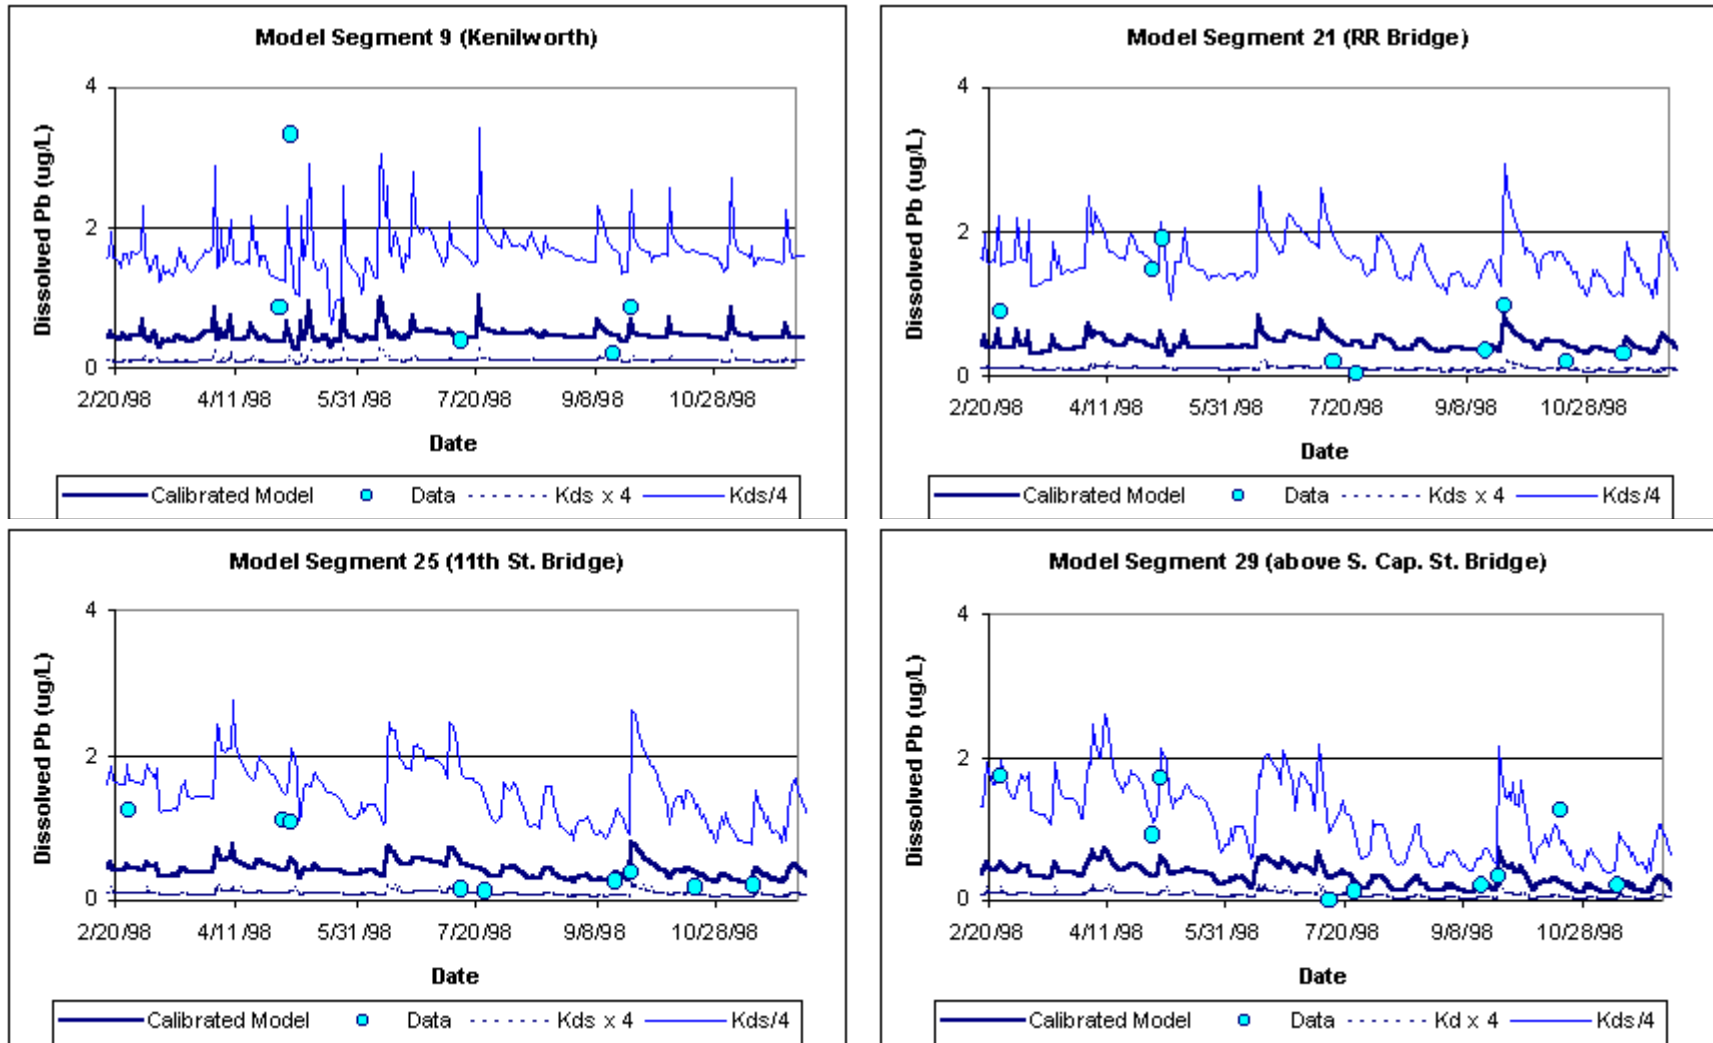 Model Segment 9 (Kenilworth)
Dissolved Pb (ug/L)
4
2
0
2/20/98 4/11/98 5/31/98 7/20/98 9/8/98 10/28/98
Date
Calibrated Model Data Kds x 4 Kds/4
Model Segment 21 (RR Bridge)
Dissolved Pb (ug/L)
4
2
0
2/20/98 4/11/98 5/31/98 7/20/98 9/8/98 10/28/98
Date
Calibrated Model Data Kds x 4 Kds/4
Model Segment 25 (11th St. Bridge)
Dissolved Pb (ug/L)
4
2
0
2/20/98 4/11/98 5/31/98 7/20/98 9/8/98 10/28/98
Date
Calibrated Model Data Kds x 4 Kds/4
Model Segment 29 (above S. Cap. St. Bridge)
Dissolved Pb (ug/L)
4
2
0
2/20/98 4/11/98 5/31/98 7/20/98 9/8/98 10/28/98
Date
Calibrated Model Data Kd x 4 Kds/4